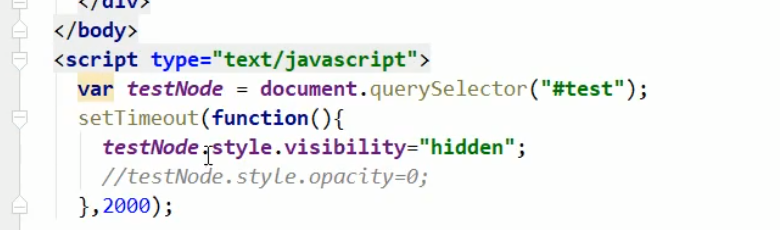 </div>
</body>
<script type="text/javascript">
var testNode = document.querySelector("#test");
setTimeout(function(){
testNode.style.visibility="hidden";
//testNode.style.opacity=0;
},2000);